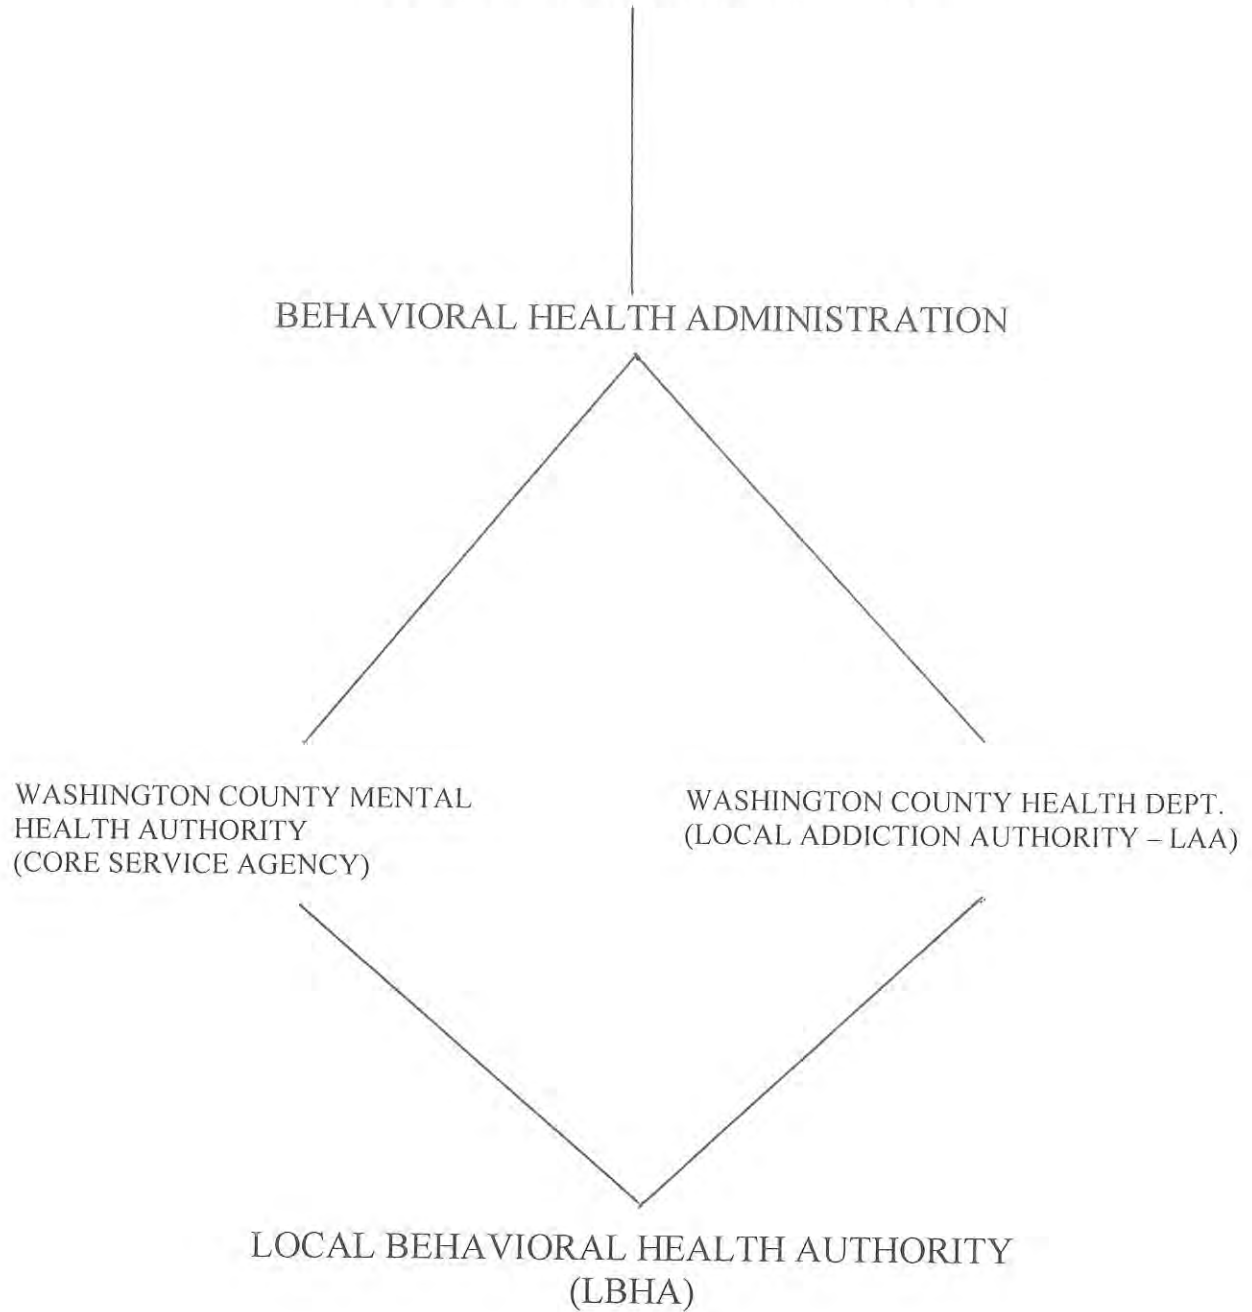 BEHAVIORAL HEALTH ADMINISTRATION
WASHINGTON COUNTY MENTAL
HEALTH AUTHORITY
(CORE SERVICE AGENCY)
WASHINGTON COUNTY HEALTH DEPT.
(LOCAL ADDICTION AUTHORITY – LAA)
LOCAL BEHAVIORAL HEALTH AUTHORITY
(LBHA)